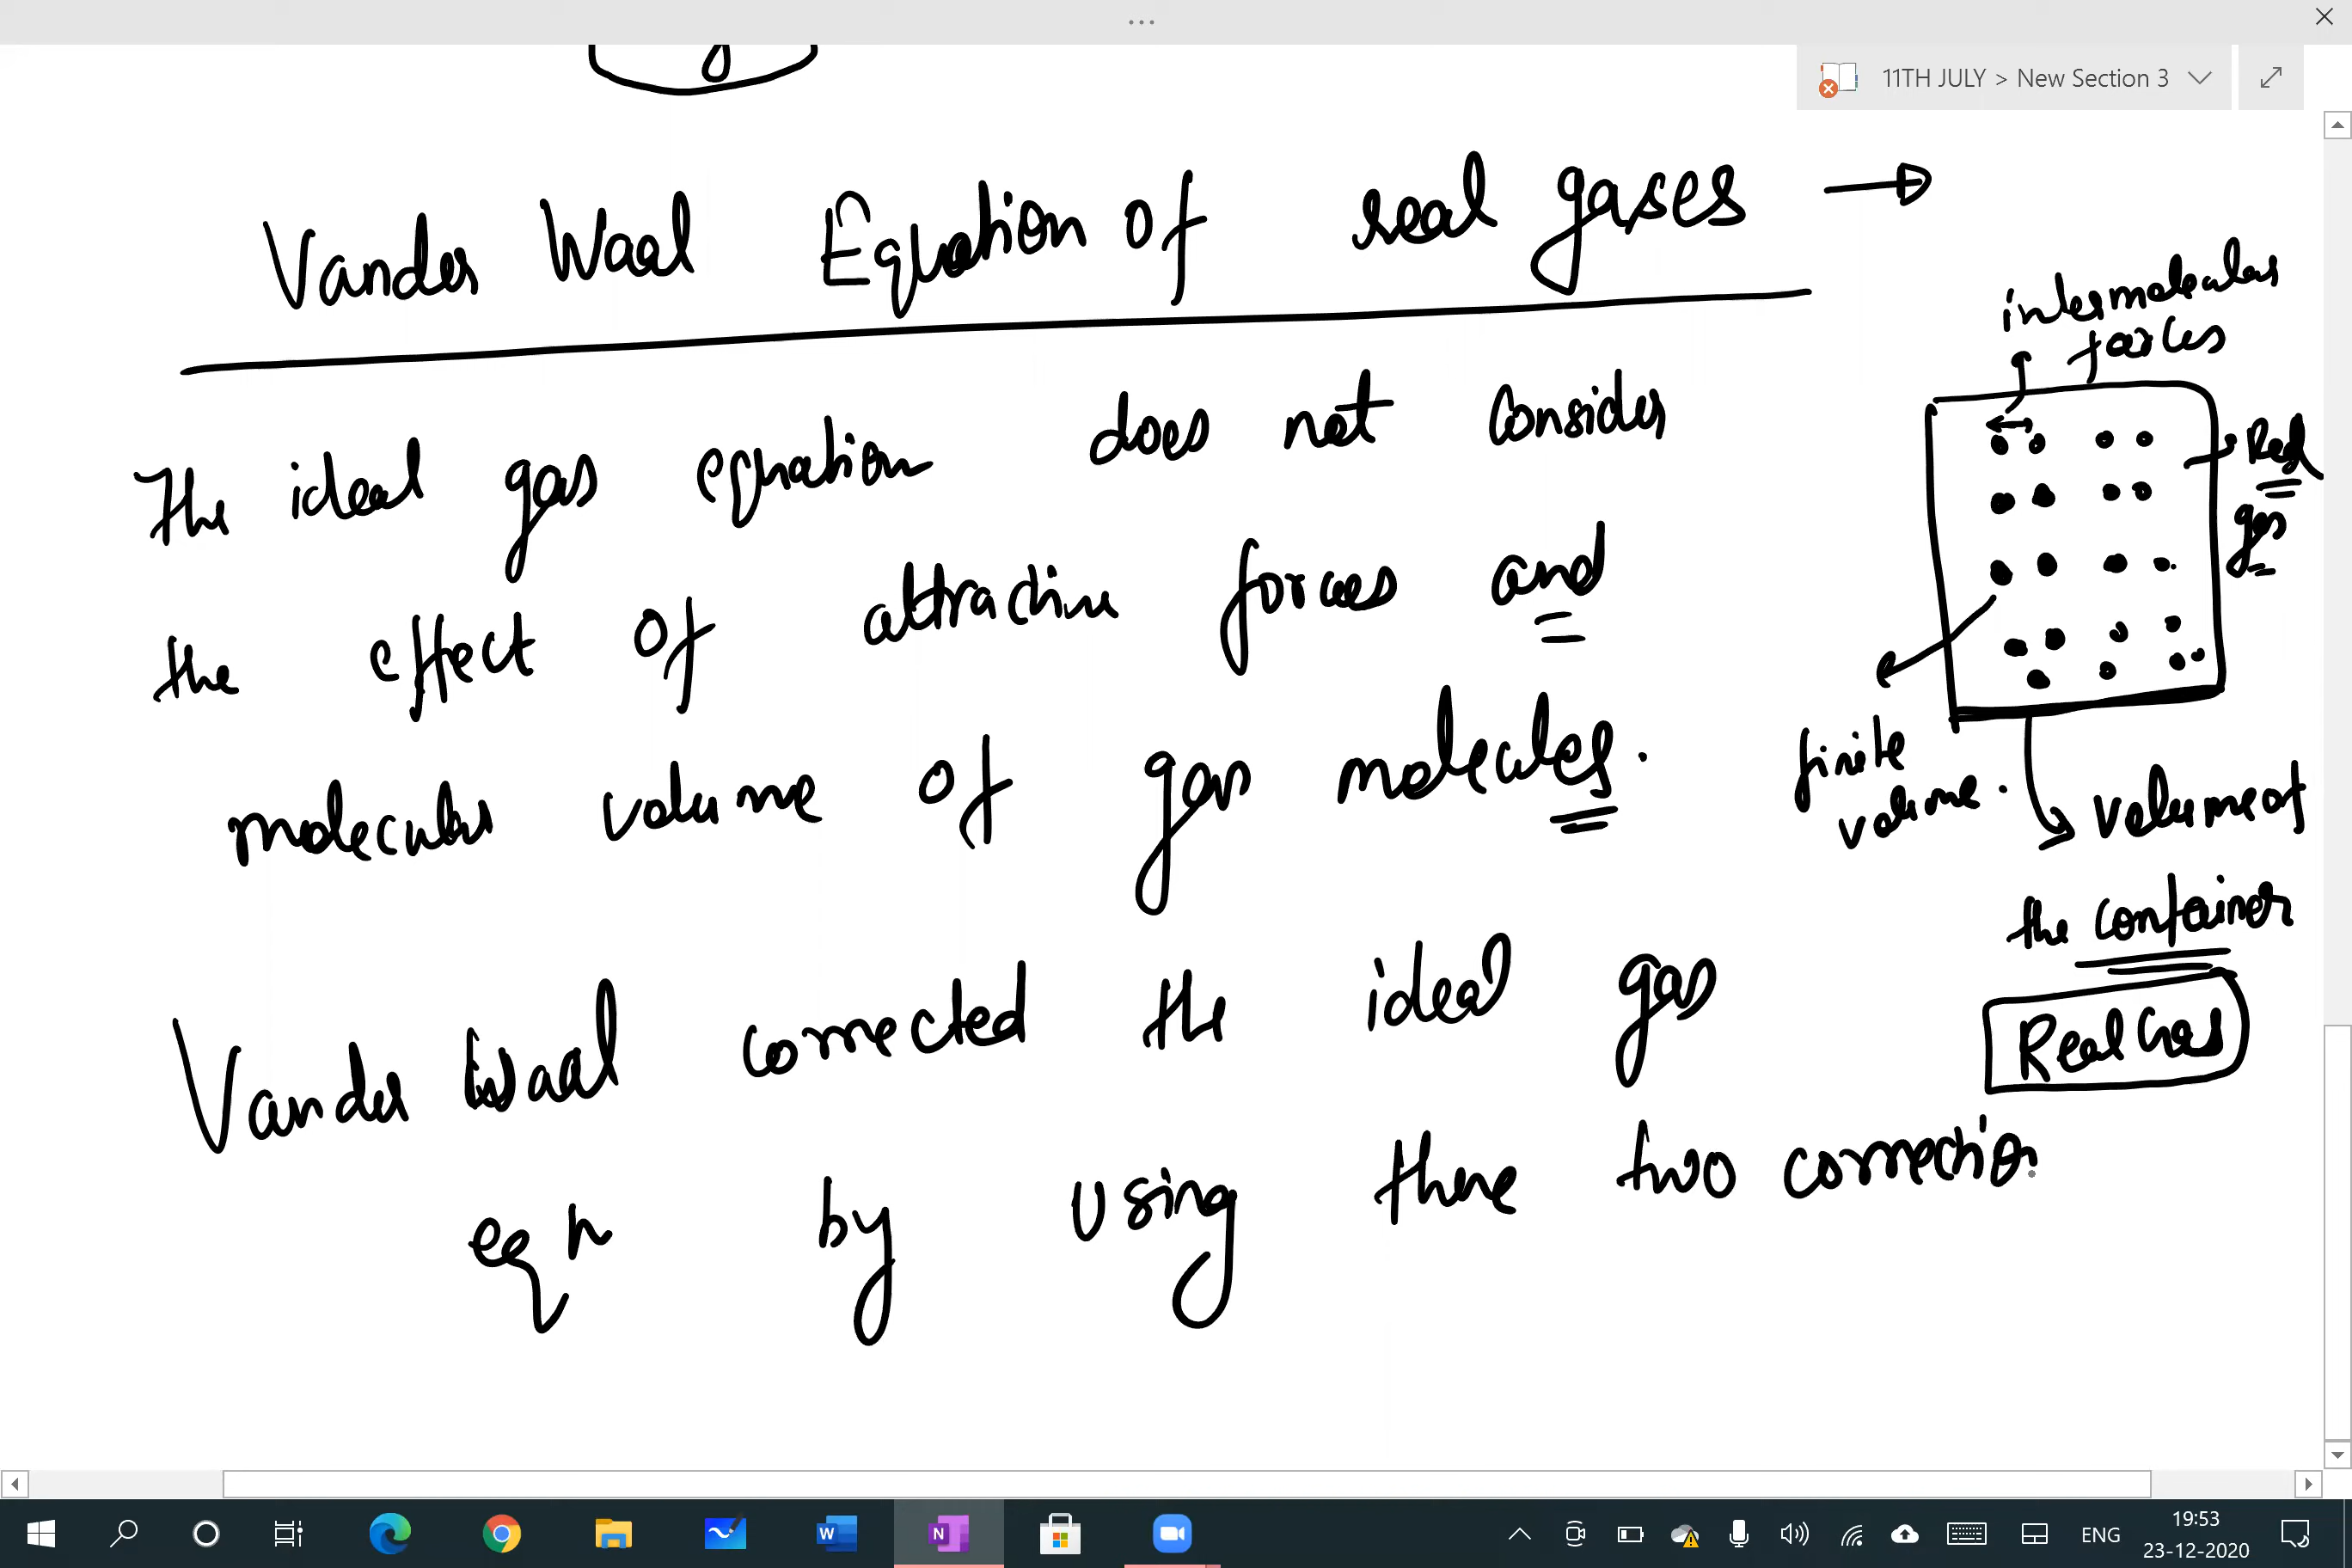 11TH JULY > New Section 3
Vander Waal Equation of real gases →
intermolecular
forces
The ideal gas equation does not consider
Real
gas
the effect of attractive forces and
molecular volume of gas molecules.
finite
volume.
Volume of
the container
Real Gas
Vander Waal corrected the ideal gas
eqn by using these two correction
ENG
19:53
23-12-2020